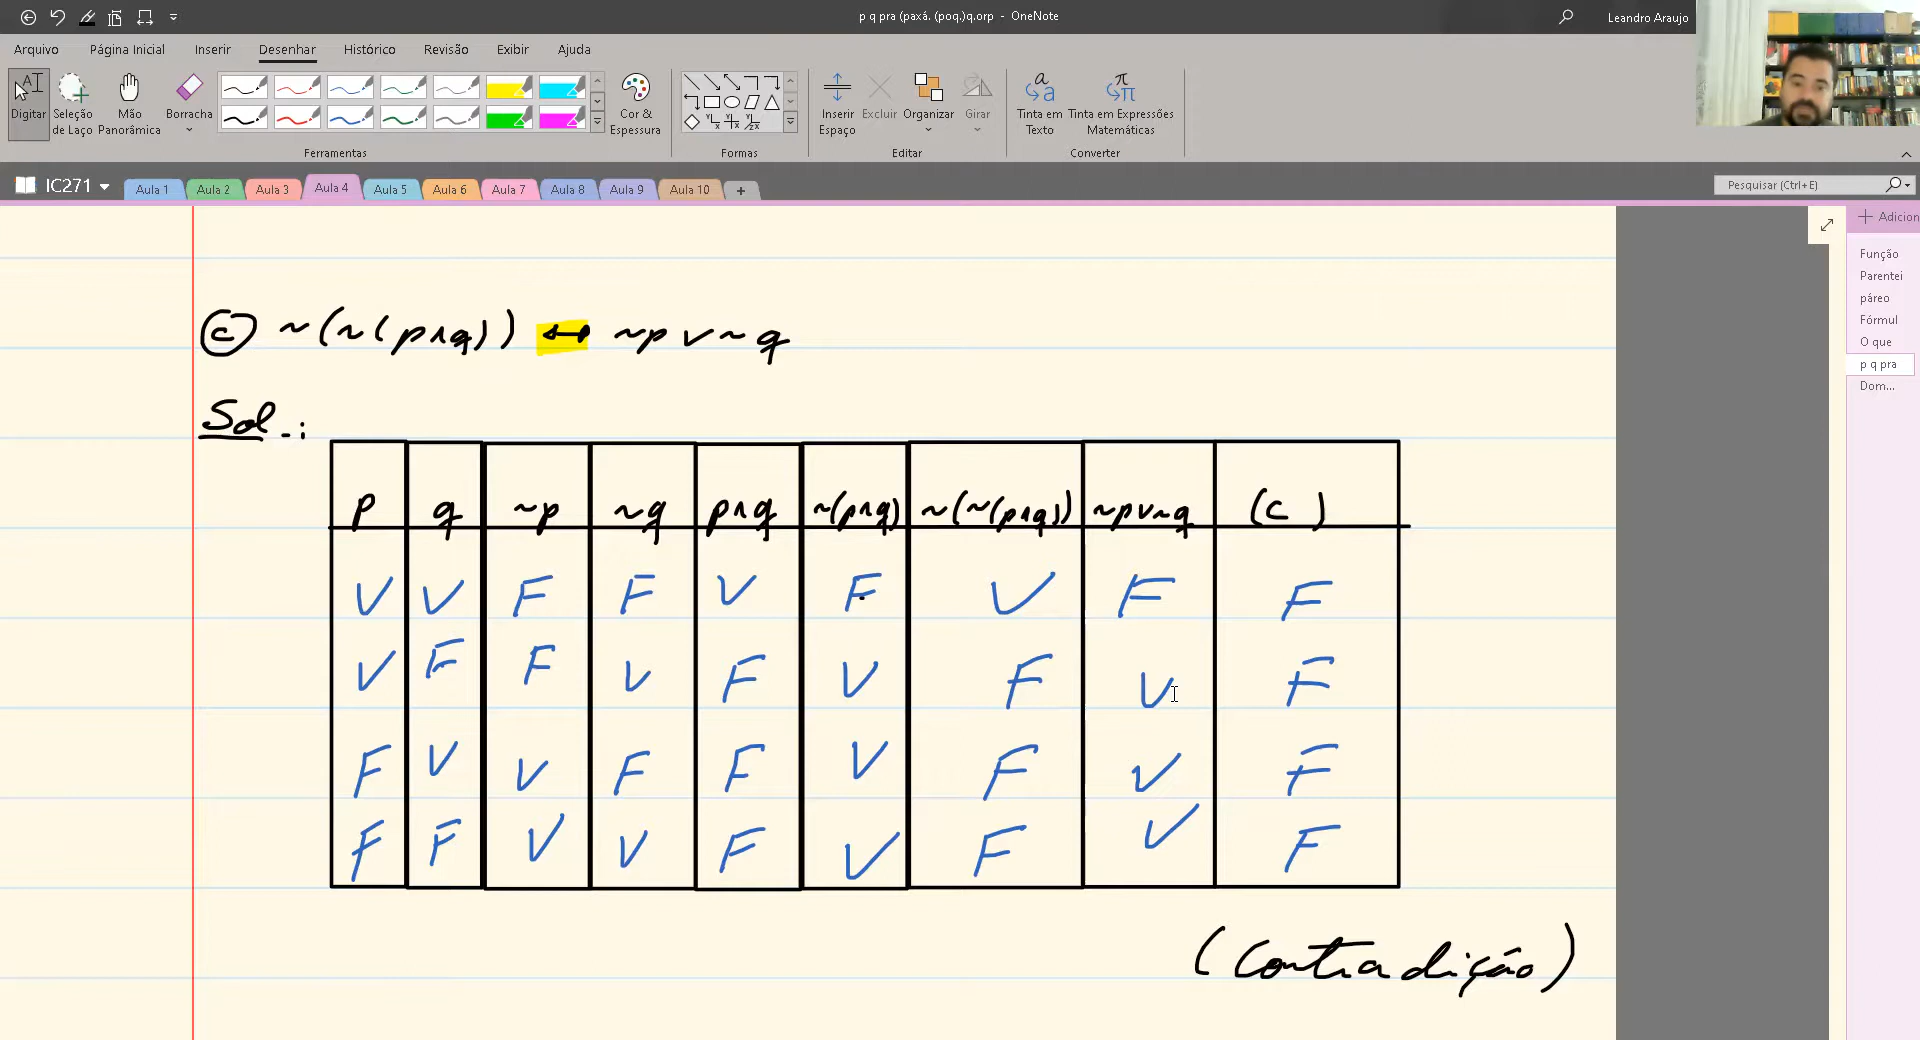 p q pra (paxá. (poq.)q.orp - OneNote
Leandro Araujo
Arquivo Página Inicial Inserir Desenhar Histórico Revisão Exibir Ajuda
Digitar
Seleção de Laço
Mão Panorâmica
Borracha
Cor & Espessura
Inserir Espaço
Excluir
Organizar
Girar
Tinta em Texto
Tinta em Expressões Matemáticas
Ferramentas Formas Editar Converter
IC271
Aula 1 Aula 2 Aula 3 Aula 4 Aula 5 Aula 6 Aula 7 Aula 8 Aula 9 Aula 10 +
Pesquisar (Ctrl+E)
Adicion
Função
Parentei
páreo
Fórmul
O que
p q pra
Dom...
(c) ~(~(p∧q)) ↔ ~p ∨ ~q
Sol.:
p q ~p ~q p∧q ~(p∧q) ~(~(p∧q)) ~p∨~q (c)
V V F F V F V F F
V F F V F V F V F
F V V F F V F V F
F F V V F V F V F
(Contradição)